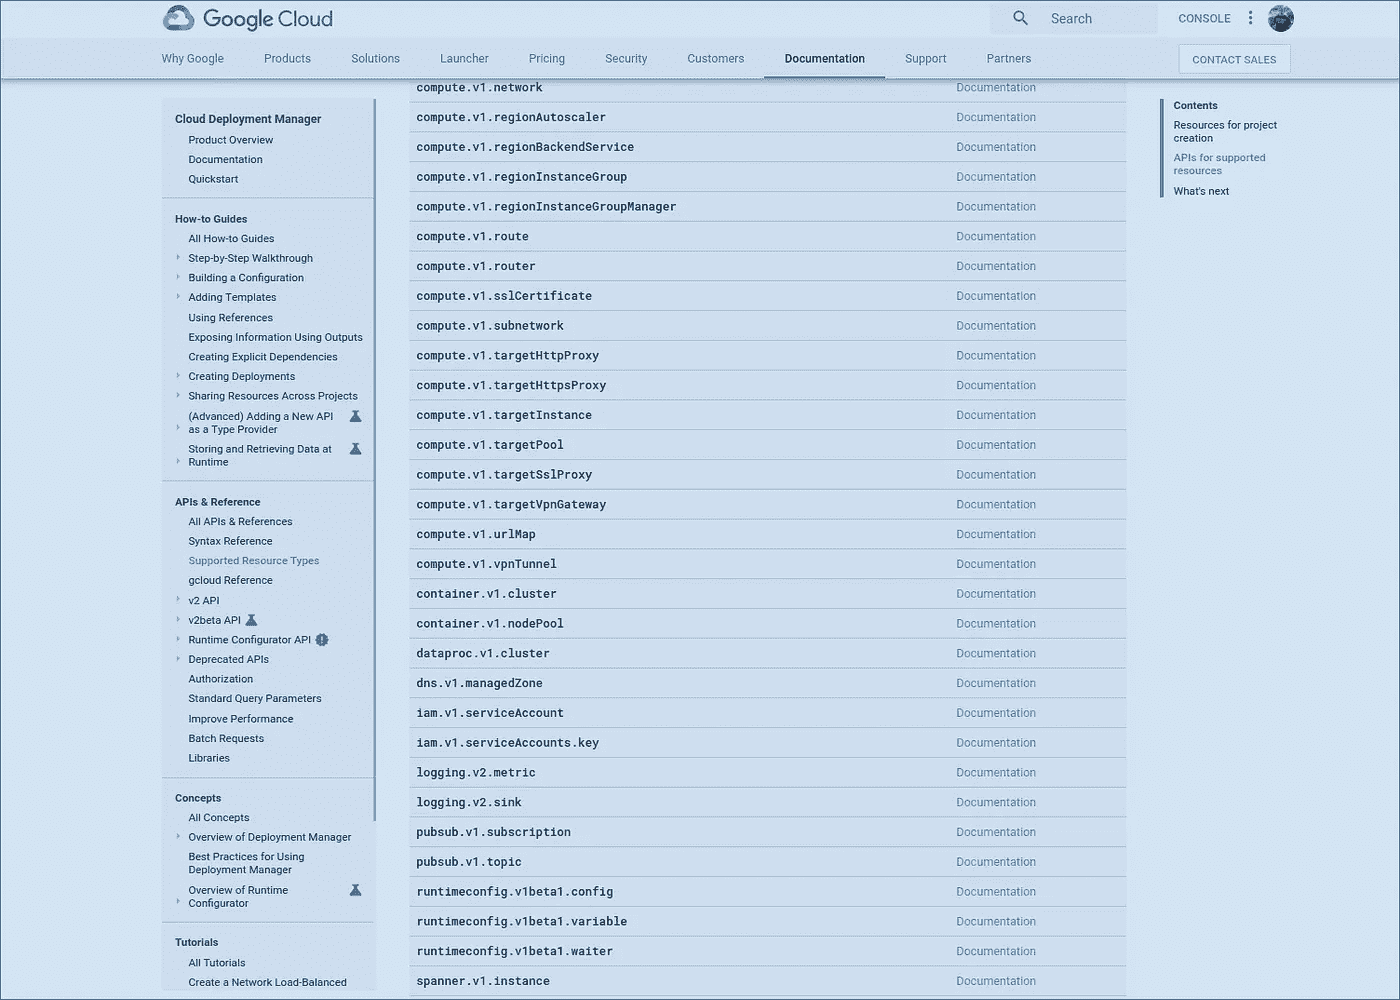 Google Cloud
Search
CONSOLE
Why Google
Products
Solutions
Launcher
Pricing
Security
Customers
Documentation
Support
Partners
CONTACT SALES
Cloud Deployment Manager
Product Overview
Documentation
Quickstart
How-to Guides
All How-to Guides
Step-by-Step Walkthrough
Building a Configuration
Adding Templates
Using References
Exposing Information Using Outputs
Creating Explicit Dependencies
Creating Deployments
Sharing Resources Across Projects
(Advanced) Adding a New API
as a Type Provider
Storing and Retrieving Data at
Runtime
APIs & Reference
All APIs & References
Syntax Reference
Supported Resource Types
gcloud Reference
v2 API
v2beta API
Runtime Configurator API
Deprecated APIs
Authorization
Standard Query Parameters
Improve Performance
Batch Requests
Libraries
Concepts
All Concepts
Overview of Deployment Manager
Best Practices for Using
Deployment Manager
Overview of Runtime
Configurator
Tutorials
All Tutorials
Create a Network Load-Balanced
compute.v1.network Documentation
compute.v1.regionAutoscaler Documentation
compute.v1.regionBackendService Documentation
compute.v1.regionInstanceGroup Documentation
compute.v1.regionInstanceGroupManager Documentation
compute.v1.route Documentation
compute.v1.router Documentation
compute.v1.sslCertificate Documentation
compute.v1.subnetwork Documentation
compute.v1.targetHttpProxy Documentation
compute.v1.targetHttpsProxy Documentation
compute.v1.targetInstance Documentation
compute.v1.targetPool Documentation
compute.v1.targetSslProxy Documentation
compute.v1.targetVpnGateway Documentation
compute.v1.urlMap Documentation
compute.v1.vpnTunnel Documentation
container.v1.cluster Documentation
container.v1.nodePool Documentation
dataproc.v1.cluster Documentation
dns.v1.managedZone Documentation
iam.v1.serviceAccount Documentation
iam.v1.serviceAccounts.key Documentation
logging.v2.metric Documentation
logging.v2.sink Documentation
pubsub.v1.subscription Documentation
pubsub.v1.topic Documentation
runtimeconfig.v1beta1.config Documentation
runtimeconfig.v1beta1.variable Documentation
runtimeconfig.v1beta1.waiter Documentation
spanner.v1.instance Documentation
Contents
Resources for project
creation
APIs for supported
resources
What's next